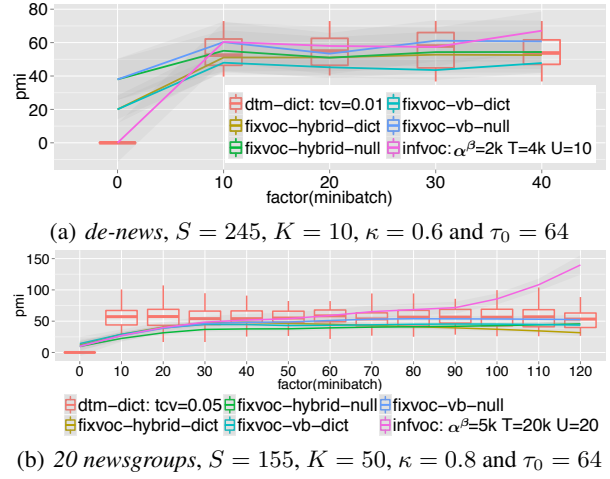 80
60
40
20
0
pmi
dtm-dict: tcv=0.01 fixvoc-vb-dict
fixvoc-hybrid-dict fixvoc-vb-null
fixvoc-hybrid-null infvoc: αβ=2k T=4k U=10
0 10 20 30 40
factor(minibatch)
(a) de-news, S = 245, K = 10, κ = 0.6 and τ0 = 64
150
100
50
0
pmi
0 10 20 30 40 50 60 70 80 90 100 110 120
factor(minibatch)
dtm-dict: tcv=0.05 fixvoc-hybrid-null fixvoc-vb-null
fixvoc-hybrid-dict fixvoc-vb-dict infvoc: αβ=5k T=20k U=20
(b) 20 newsgroups, S = 155, K = 50, κ = 0.8 and τ0 = 64